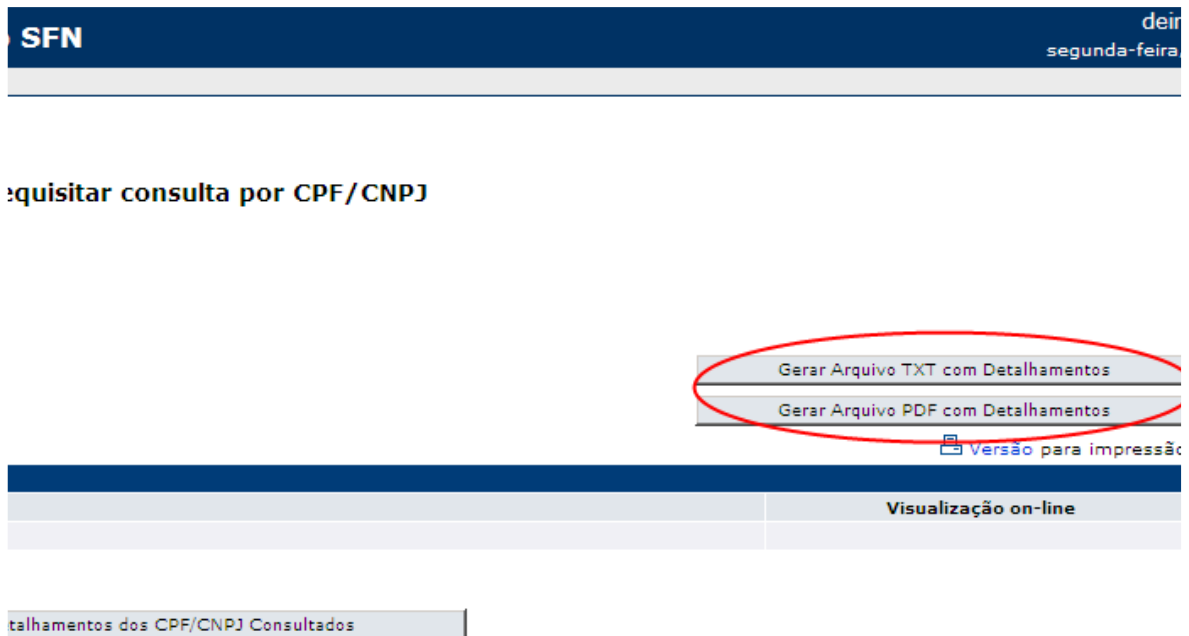 SFN
deir
segunda-feira,
equisitar consulta por CPF/CNPJ
Gerar Arquivo TXT com Detalhamentos
Gerar Arquivo PDF com Detalhamentos
Versão para impressão
Visualização on-line
talhamentos dos CPF/CNPJ Consultados